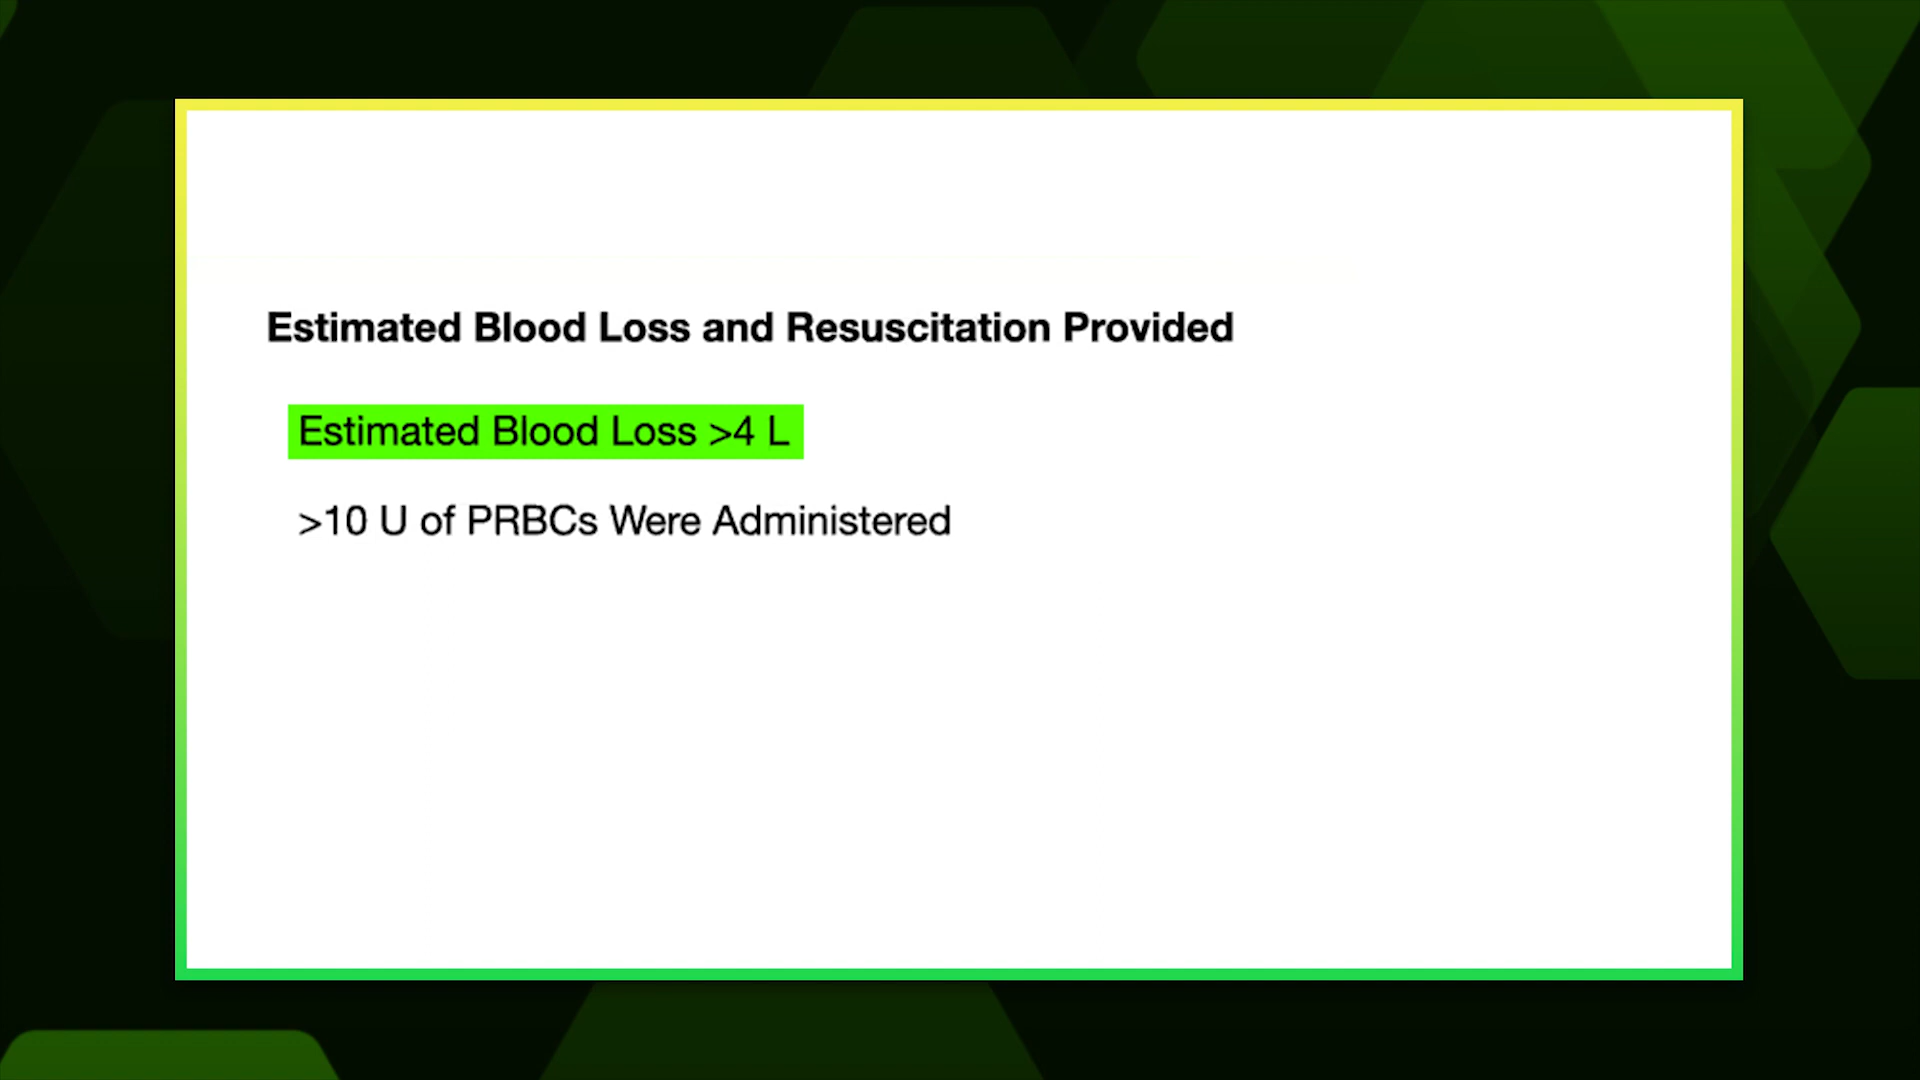 Estimated Blood Loss and Resuscitation Provided
Estimated Blood Loss >4 L
>10 U of PRBCs Were Administered